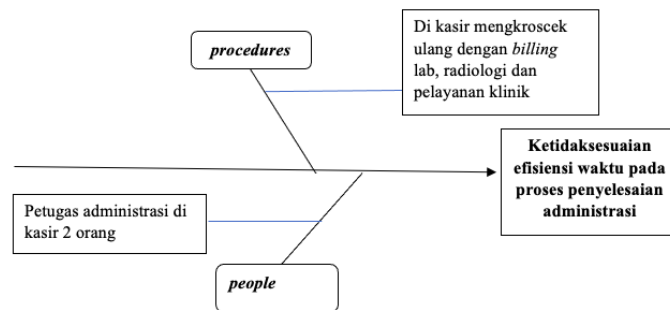 procedures
Di kasir mengkroscek
ulang dengan billing
lab, radiologi dan
pelayanan klinik
Ketidaksesuaian
efisiensi waktu pada
proses penyelesaian
administrasi
Petugas administrasi di
kasir 2 orang
people